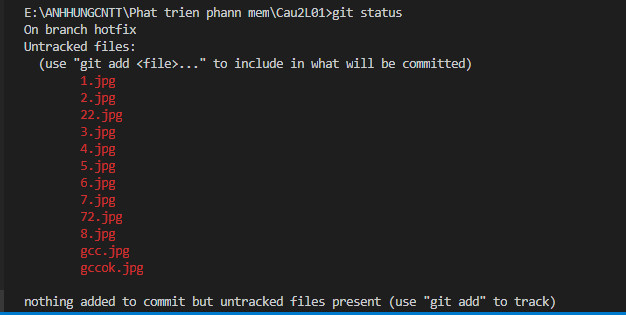 E:\ANHHUNGCNTT\Phat trien phann mem\Cau2L01>git status
On branch hotfix
Untracked files:
  (use "git add <file>..." to include in what will be committed)
        1.jpg
        2.jpg
        22.jpg
        3.jpg
        4.jpg
        5.jpg
        6.jpg
        7.jpg
        72.jpg
        8.jpg
        gcc.jpg
        gccok.jpg
nothing added to commit but untracked files present (use "git add" to track)